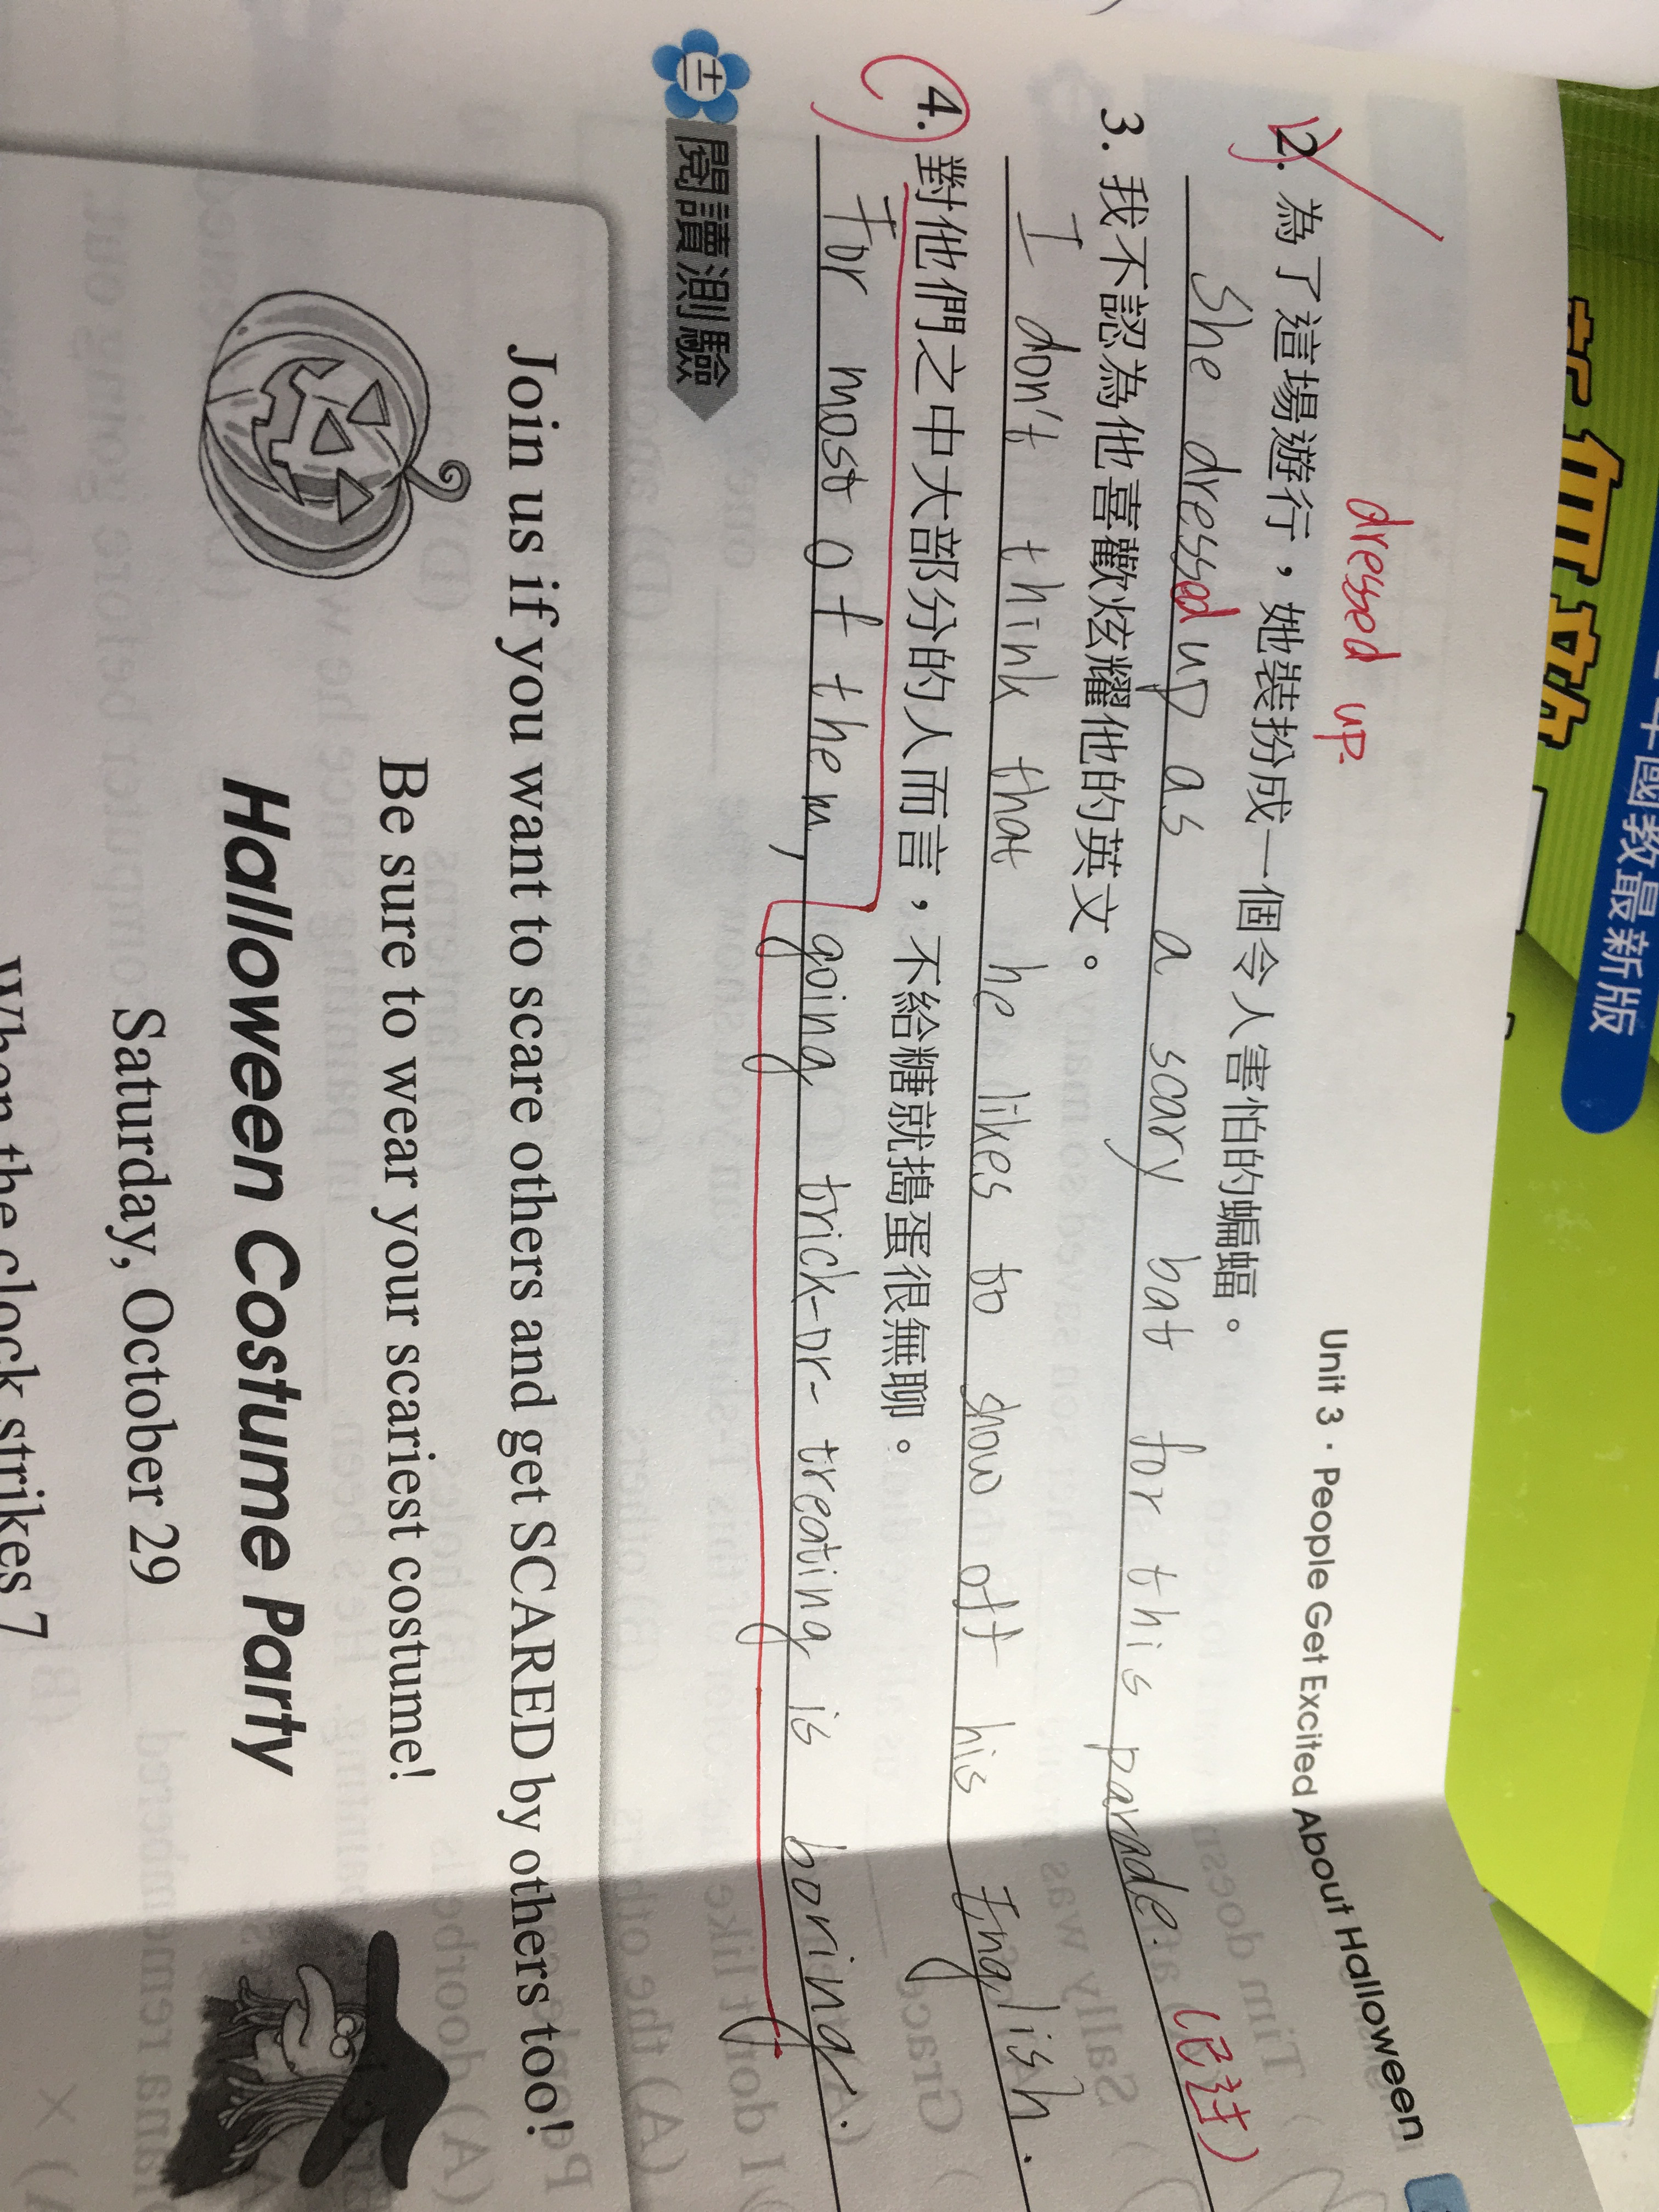 中國教最新版
Unit 3・People Get Excited About Halloween
dressed up.
2. 為了這場遊行，她裝扮成一個令人害怕的蝙蝠。
She dressed up as a scary bat for this parade. (已註)
3. 我不認為他喜歡炫耀他的英文。
I don't think that he likes to show off his English.
4. 對他們之中大部分的人而言，不給糖就搗蛋很無聊。
For most of them, going trick-or-treating is boring.
十二 閱讀測驗
Join us if you want to scare others and get SCARED by others too!
Be sure to wear your scariest costume!
Halloween Costume Party
Saturday, October 29
When the clock strikes 7